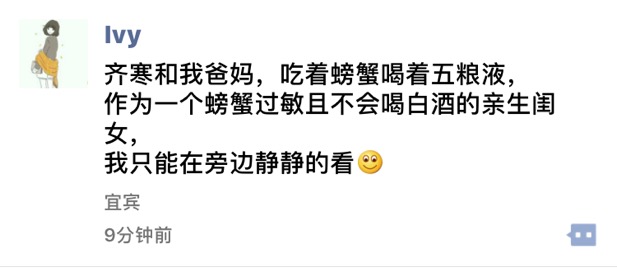 Ivy
齐寒和我爸妈，吃着螃蟹喝着五粮液，
作为一个螃蟹过敏且不会喝白酒的亲生闺
女，
我只能在旁边静静的看🙂
宜宾
9分钟前